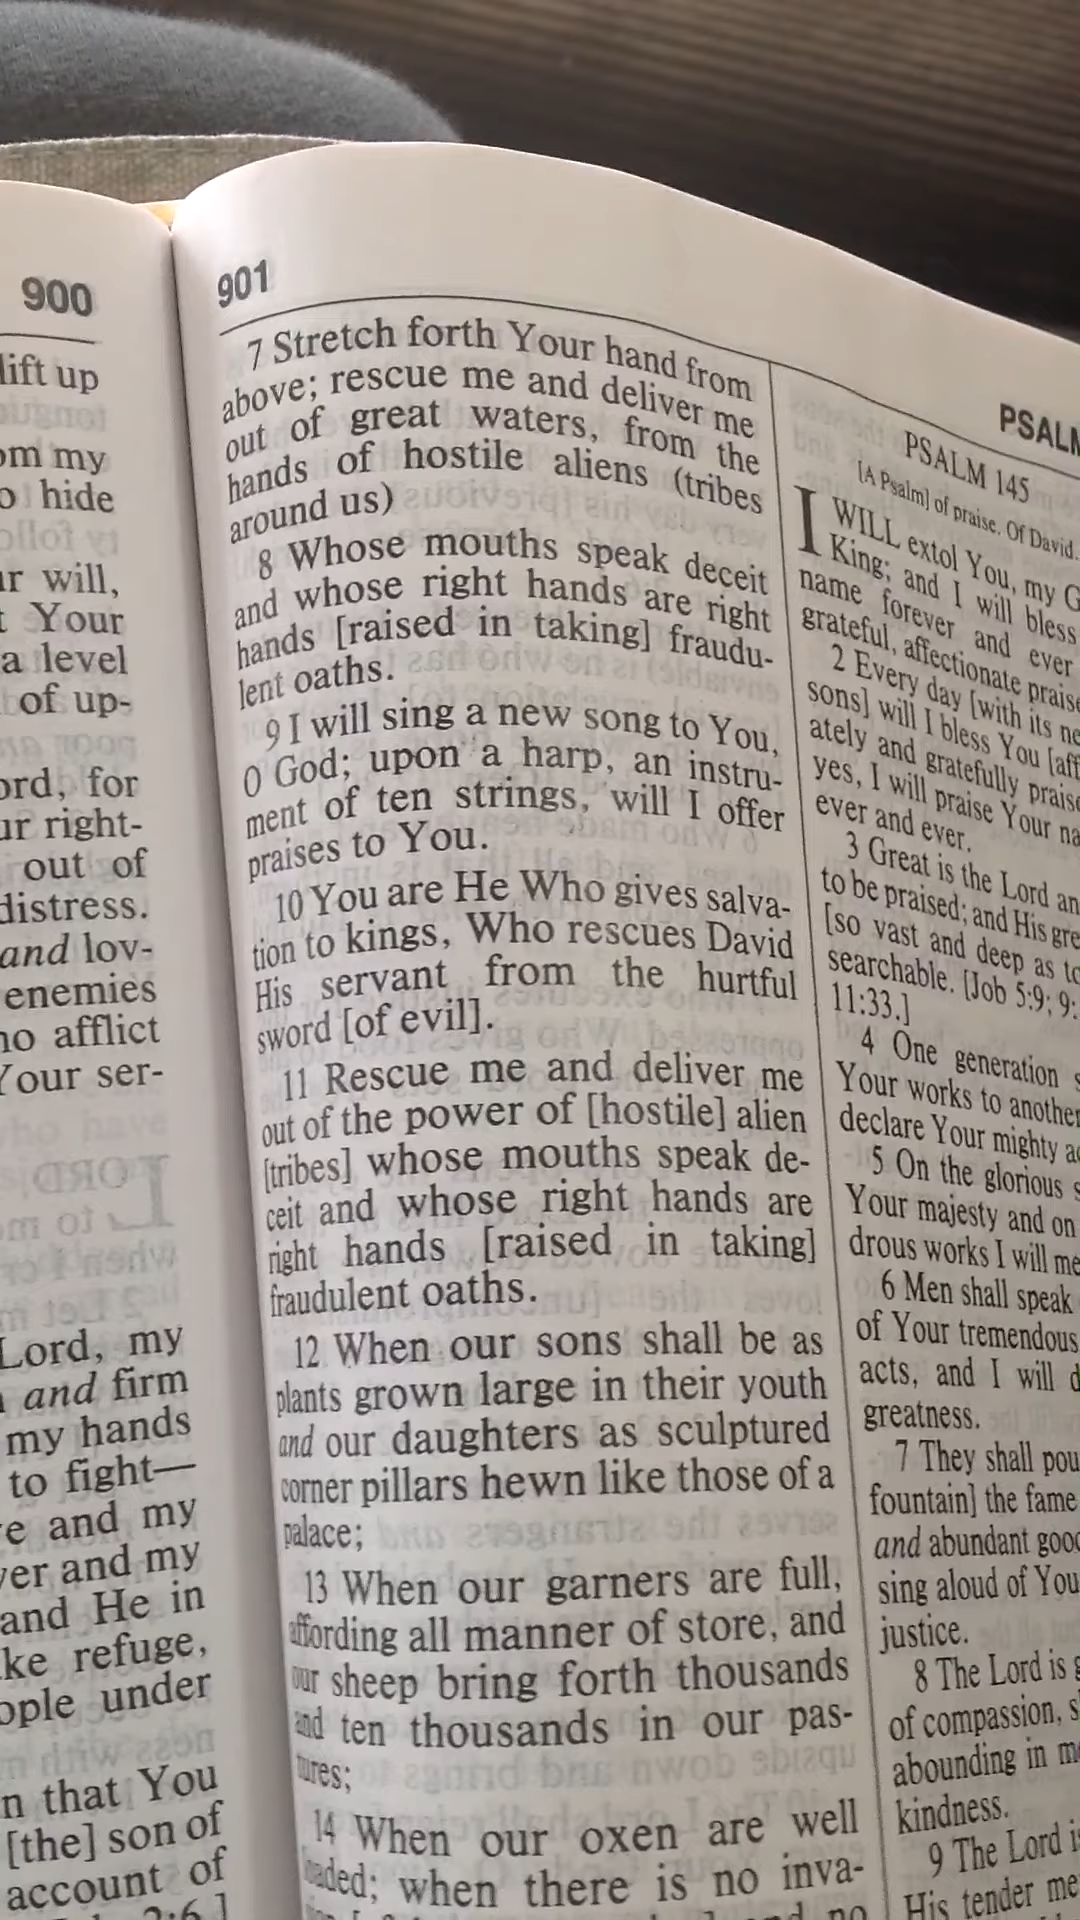 900
lift up
om my
o hide
ur will,
t Your
a level
of up-
ord, for
ur right-
out of
distress.
and lov-
enemies
no afflict
Your ser-
Lord, my
and firm
my hands
to fight—
e and my
ver and my
and He in
ke refuge,
ople under
n that You
[the] son of
account of
2:6.]
901
7 Stretch forth Your hand from
above; rescue me and deliver me
out of great waters, from the
hands of hostile aliens (tribes
around us)
8 Whose mouths speak deceit
and whose right hands are right
hands [raised in taking] fraudu-
lent oaths.
9 I will sing a new song to You,
O God; upon a harp, an instru-
ment of ten strings, will I offer
praises to You.
10 You are He Who gives salva-
tion to kings, Who rescues David
His servant from the hurtful
sword [of evil].
11 Rescue me and deliver me
out of the power of [hostile] alien
[tribes] whose mouths speak de-
ceit and whose right hands are
right hands [raised in taking]
fraudulent oaths.
12 When our sons shall be as
plants grown large in their youth
and our daughters as sculptured
corner pillars hewn like those of a
palace;
13 When our garners are full,
affording all manner of store, and
our sheep bring forth thousands
and ten thousands in our pas-
tures;
14 When our oxen are well
loaded; when there is no inva-
PSALM
PSALM 145
[A Psalm] of praise. Of David.
I WILL extol You, my G
King; and I will bless
name forever and ever
grateful, affectionate praise
2 Every day [with its ne
sons] will I bless You [aff
ately and gratefully praise
yes, I will praise Your na
ever and ever.
3 Great is the Lord an
to be praised; and His gre
[so vast and deep as to
searchable. [Job 5:9; 9:
11:33.]
4 One generation s
Your works to another
declare Your mighty ac
5 On the glorious s
Your majesty and on
drous works I will me
6 Men shall speak
of Your tremendous
acts, and I will d
greatness.
7 They shall pou
fountain] the fame
and abundant good
sing aloud of You
justice.
8 The Lord is g
of compassion, s
abounding in me
kindness.
9 The Lord is
His tender me